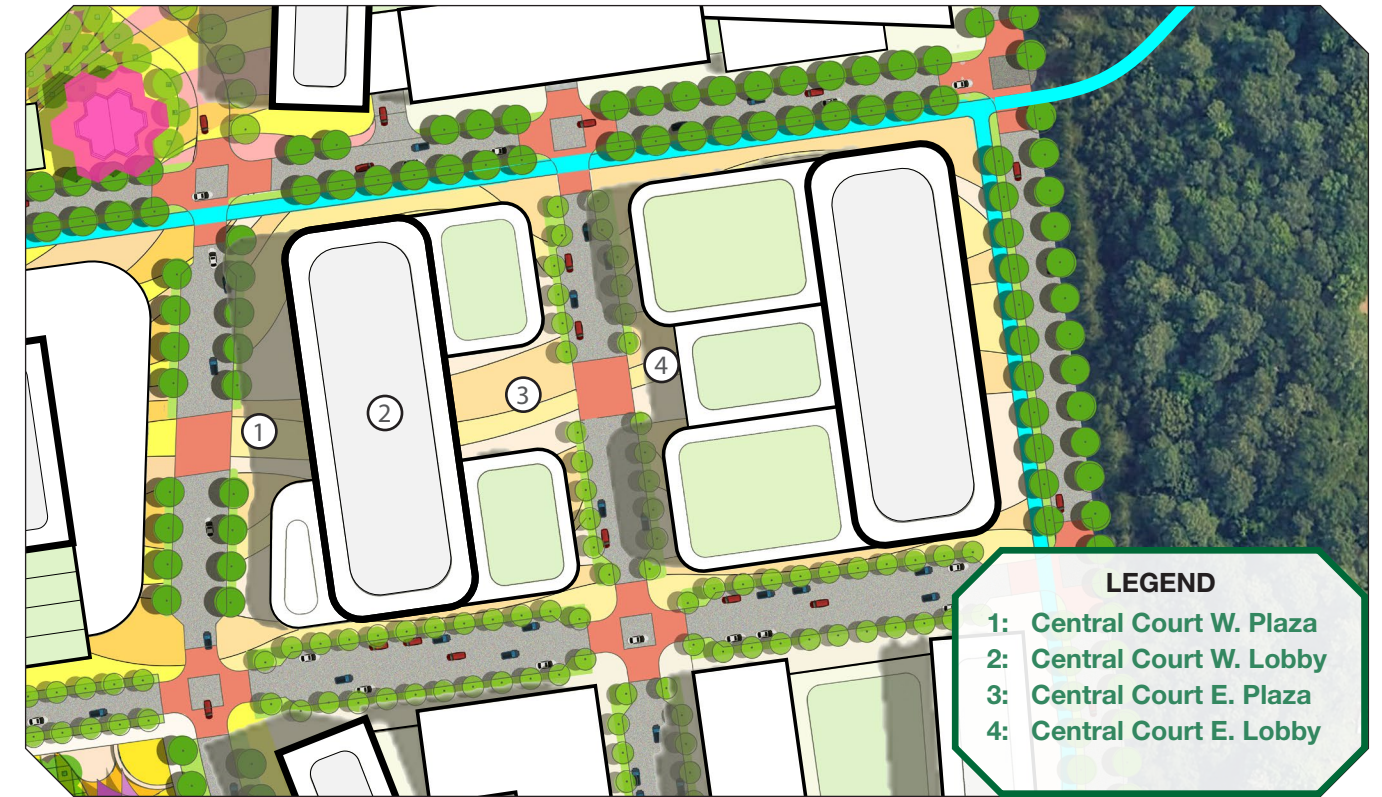 4
3
2
1
LEGEND
1: Central Court W. Plaza
2: Central Court W. Lobby
3: Central Court E. Plaza
4: Central Court E. Lobby